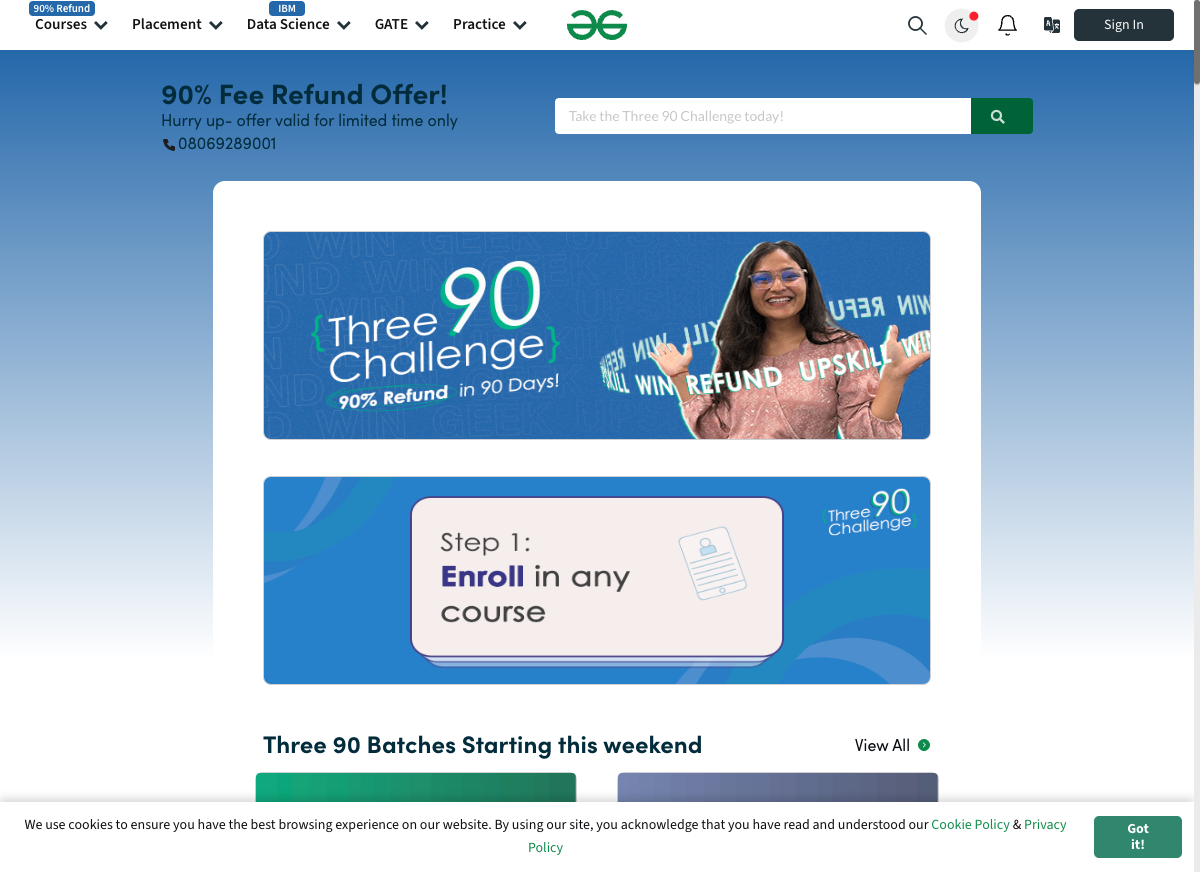 90% Refund
IBM
Courses
Placement
Data Science
GATE
Practice
Sign In
90% Fee Refund Offer!
Hurry up- offer valid for limited time only
08069289001
Take the Three 90 Challenge today!
{Three 90
Challenge}
90% Refund in 90 Days!
WIN REFUND UPSKILL WIN
Three 90
Challenge
Step 1:
Enroll in any
course
Three 90 Batches Starting this weekend
View All
We use cookies to ensure you have the best browsing experience on our website. By using our site, you acknowledge that you have read and understood our Cookie Policy & Privacy
Policy
Got
it!